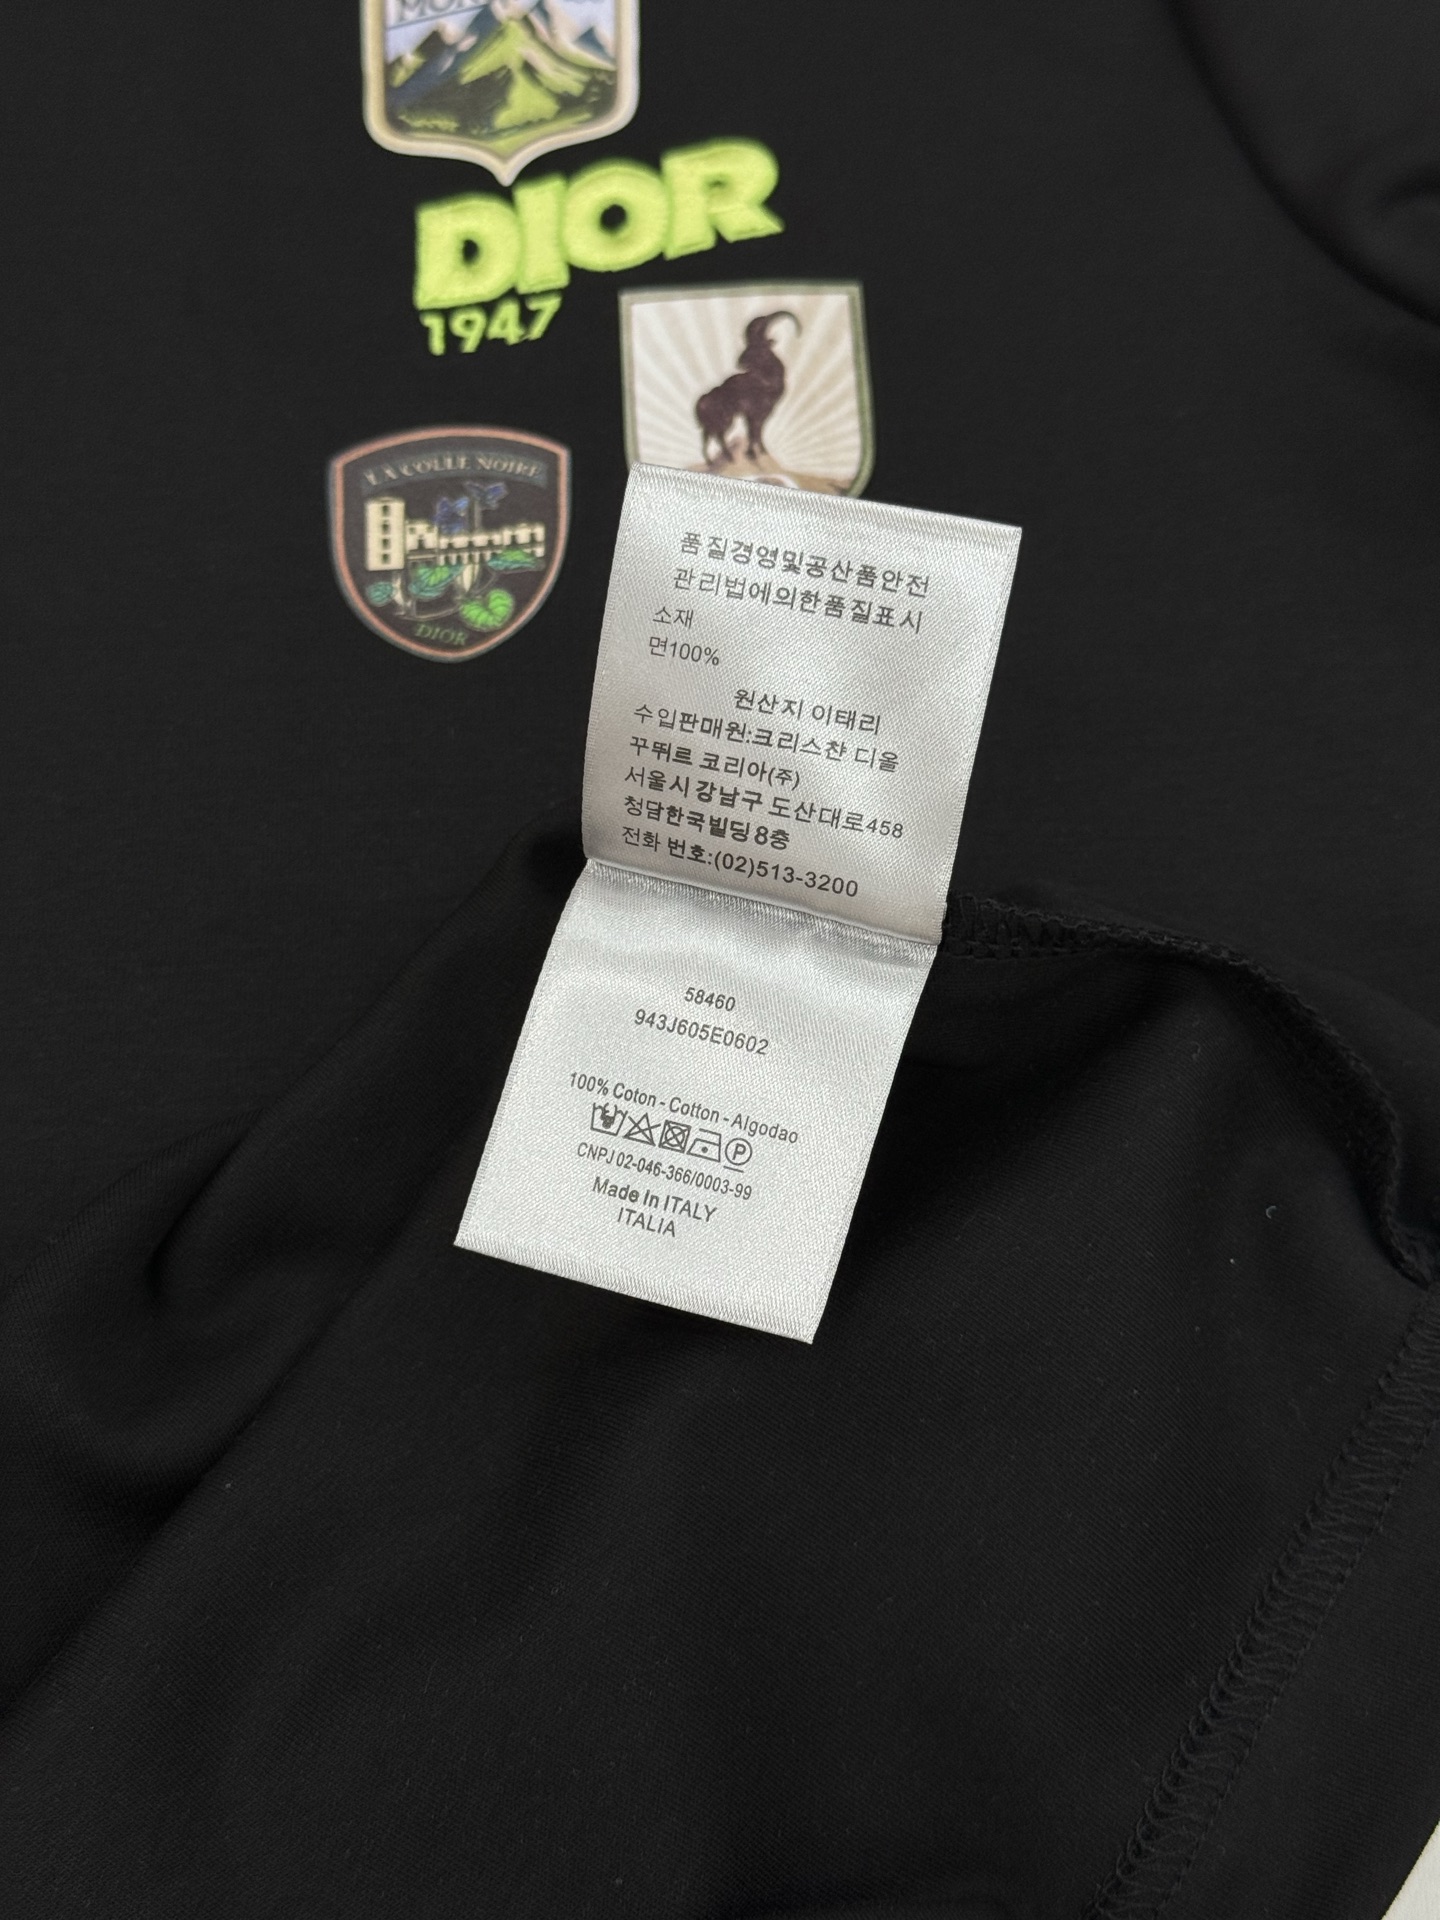 DIOR
1947
LA COLLE NOIRE
DIOR
품질경영및공산품안전
관리법에의한품질표시
소재
면100%
원산지 이태리
수입판매원:크리스챤 디올
꾸뛰르 코리아(주)
서울시 강남구 도산대로458
청담한국빌딩8층
전화 번호:(02)513-3200
58460
943J605E0602
100% Coton - Cotton - Algodao
P
CNPJ 02-046-366/0003-99
Made In ITALY
ITALIA